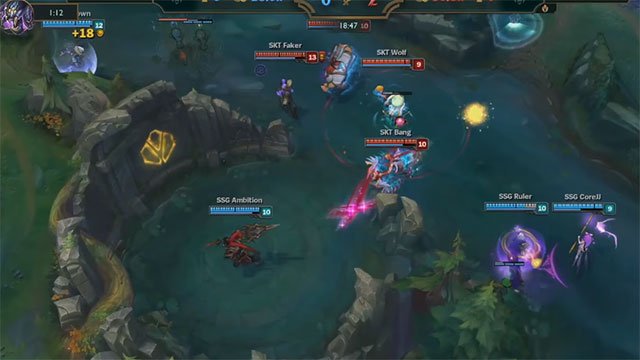 1:12
own
12
+18
0
2
18:47
10
SKT Faker
13
SKT Wolf
9
SKT Bang
10
SSG Ambition
10
SSG Ruler
10
SSG CoreJJ
9